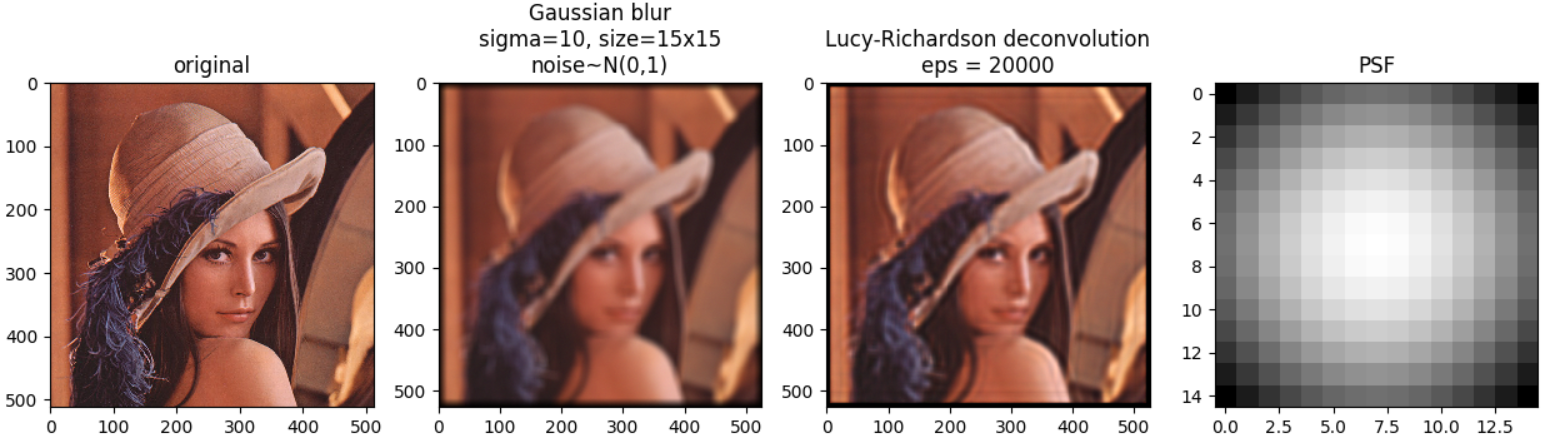 original
0
100
200
300
400
500
0 100 200 300 400 500
Gaussian blur
sigma=10, size=15x15
noise~N(0,1)
0
100
200
300
400
500
0 100 200 300 400 500
Lucy-Richardson deconvolution
eps = 20000
0
100
200
300
400
500
0 100 200 300 400 500
PSF
0
2
4
6
8
10
12
14
0.0 2.5 5.0 7.5 10.0 12.5